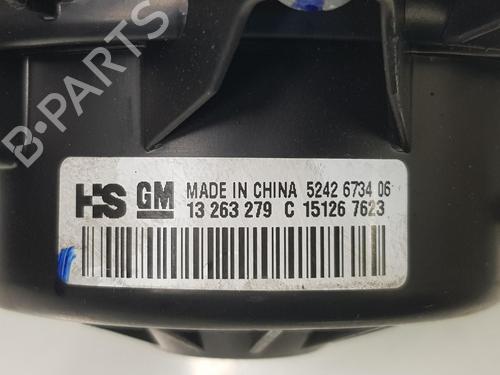 B-PARTS
HS GM MADE IN CHINA 5242 6734 06
13 263 279 C 15126 7623